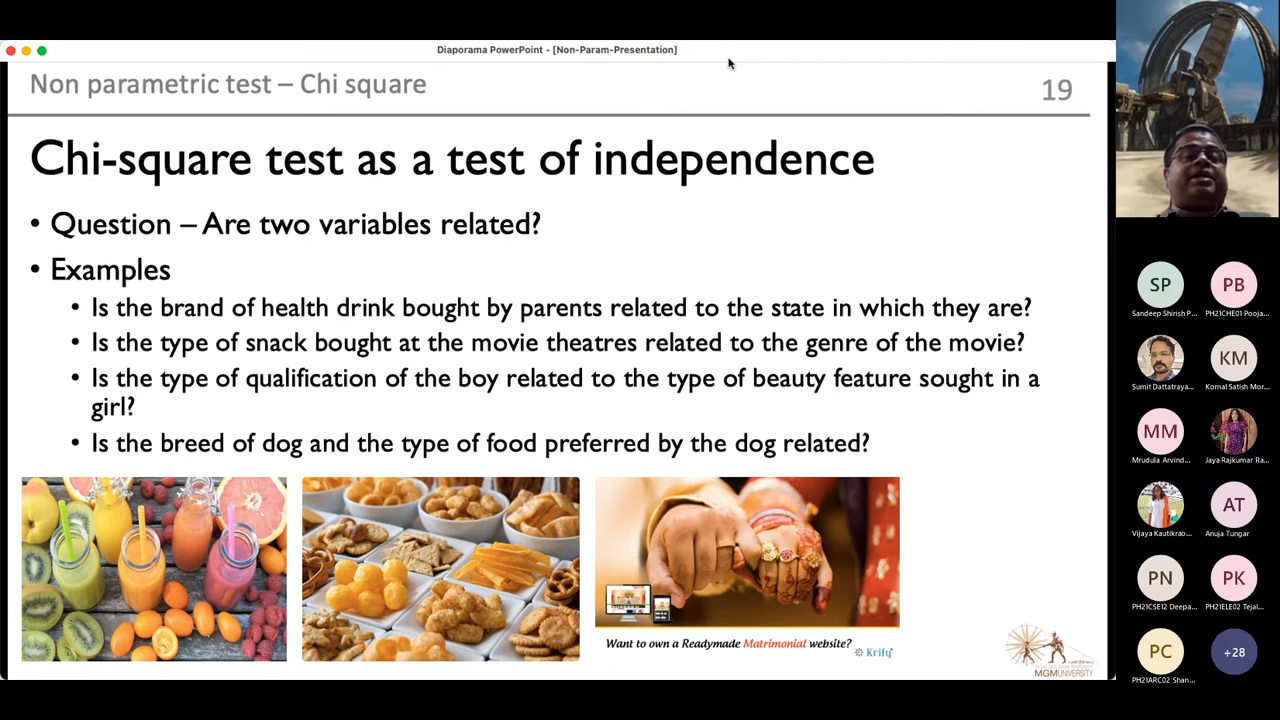 Diaporama PowerPoint - [Non-Param-Presentation]
Non parametric test – Chi square
19
Chi-square test as a test of independence
• Question – Are two variables related?
• Examples
• Is the brand of health drink bought by parents related to the state in which they are?
• Is the type of snack bought at the movie theatres related to the genre of the movie?
• Is the type of qualification of the boy related to the type of beauty feature sought in a
girl?
• Is the breed of dog and the type of food preferred by the dog related?
Want to own a Readymade Matrimonial website?
Krify
MGMUNIVERSITY
SP
PB
Sandeep Shirish P...
PH21CHE01 Pooja...
KM
Sumit Dattatraya...
Komal Satish Mor...
MM
Mrudula Arvind...
Jaya Rajkumar Ra...
AT
Vijaya Kautikrao...
Anuja Tungar
PN
PK
PH21CSE12 Deepa...
PH21ELE02 Tejal...
PC
+28
PH21ARC02 Shan...